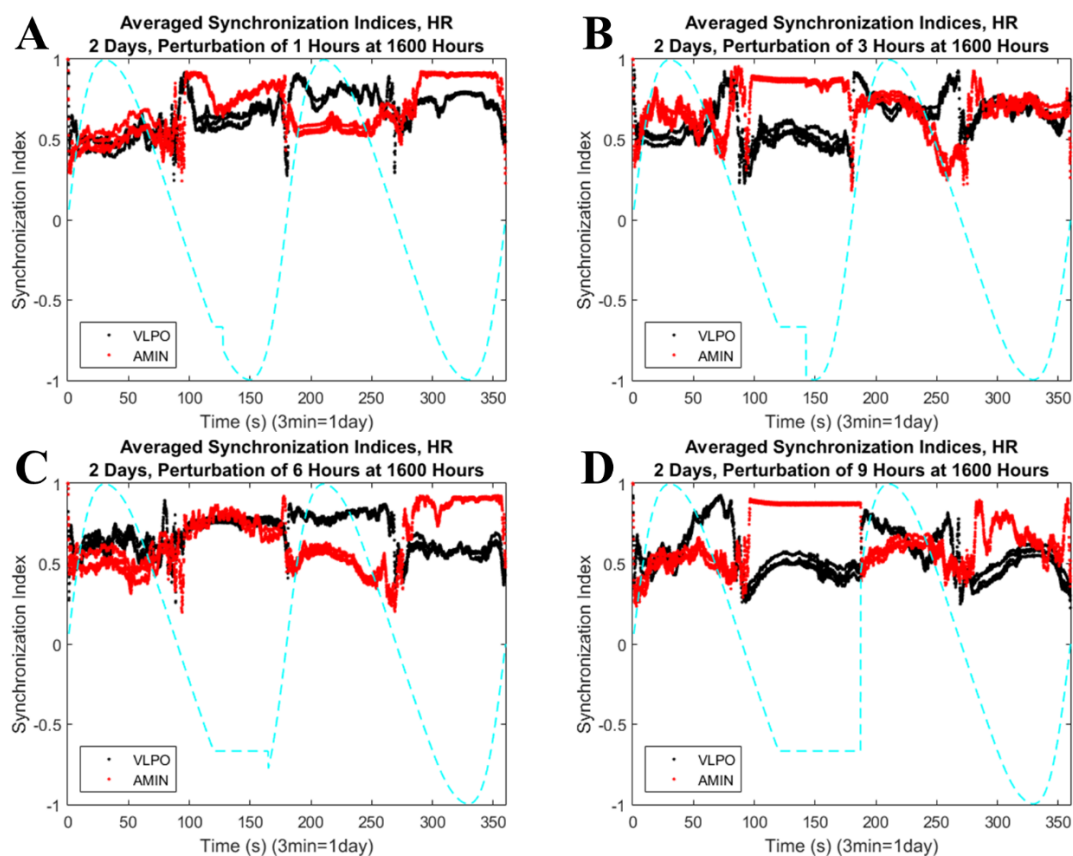 A
Averaged Synchronization Indices, HR
2 Days, Perturbation of 1 Hours at 1600 Hours
1
0.5
0
-0.5
-1
Synchronization Index
VLPO
AMIN
0 50 100 150 200 250 300 350
Time (s) (3min=1day)
B
Averaged Synchronization Indices, HR
2 Days, Perturbation of 3 Hours at 1600 Hours
1
0.5
0
-0.5
-1
Synchronization Index
VLPO
AMIN
0 50 100 150 200 250 300 350
Time (s) (3min=1day)
C
Averaged Synchronization Indices, HR
2 Days, Perturbation of 6 Hours at 1600 Hours
1
0.5
0
-0.5
-1
Synchronization Index
VLPO
AMIN
0 50 100 150 200 250 300 350
Time (s) (3min=1day)
D
Averaged Synchronization Indices, HR
2 Days, Perturbation of 9 Hours at 1600 Hours
1
0.5
0
-0.5
-1
Synchronization Index
VLPO
AMIN
0 50 100 150 200 250 300 350
Time (s) (3min=1day)